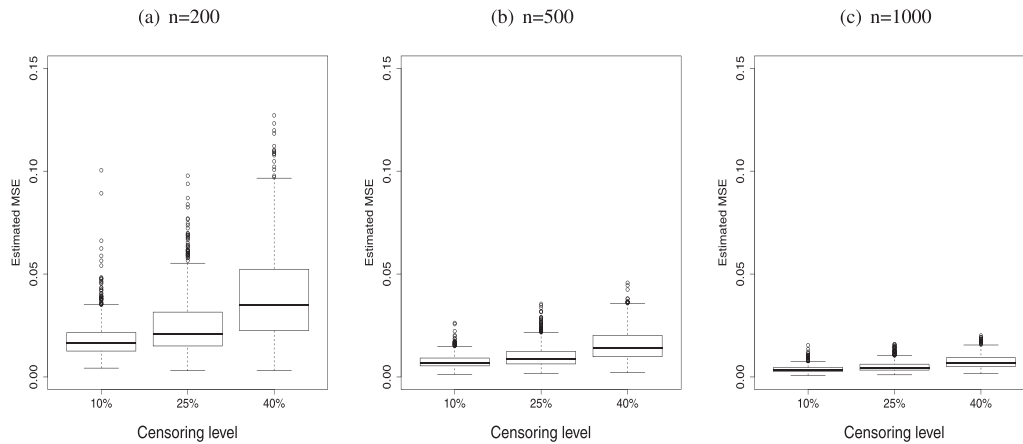 (a) n=200
(b) n=500
(c) n=1000
Estimated MSE
0.15
0.10
0.05
0.00
10%
25%
40%
Censoring level
Estimated MSE
0.15
0.10
0.05
0.00
10%
25%
40%
Censoring level
Estimated MSE
0.15
0.10
0.05
0.00
10%
25%
40%
Censoring level